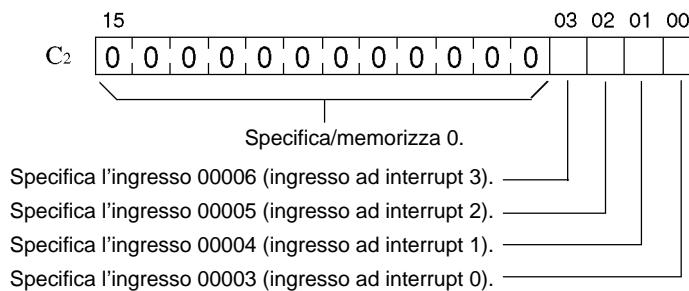 15 03 02 01 00
C2 0 0 0 0 0 0 0 0 0 0 0 0
Specifica/memorizza 0.
Specifica l'ingresso 00006 (ingresso ad interrupt 3).
Specifica l'ingresso 00005 (ingresso ad interrupt 2).
Specifica l'ingresso 00004 (ingresso ad interrupt 1).
Specifica l'ingresso 00003 (ingresso ad interrupt 0).